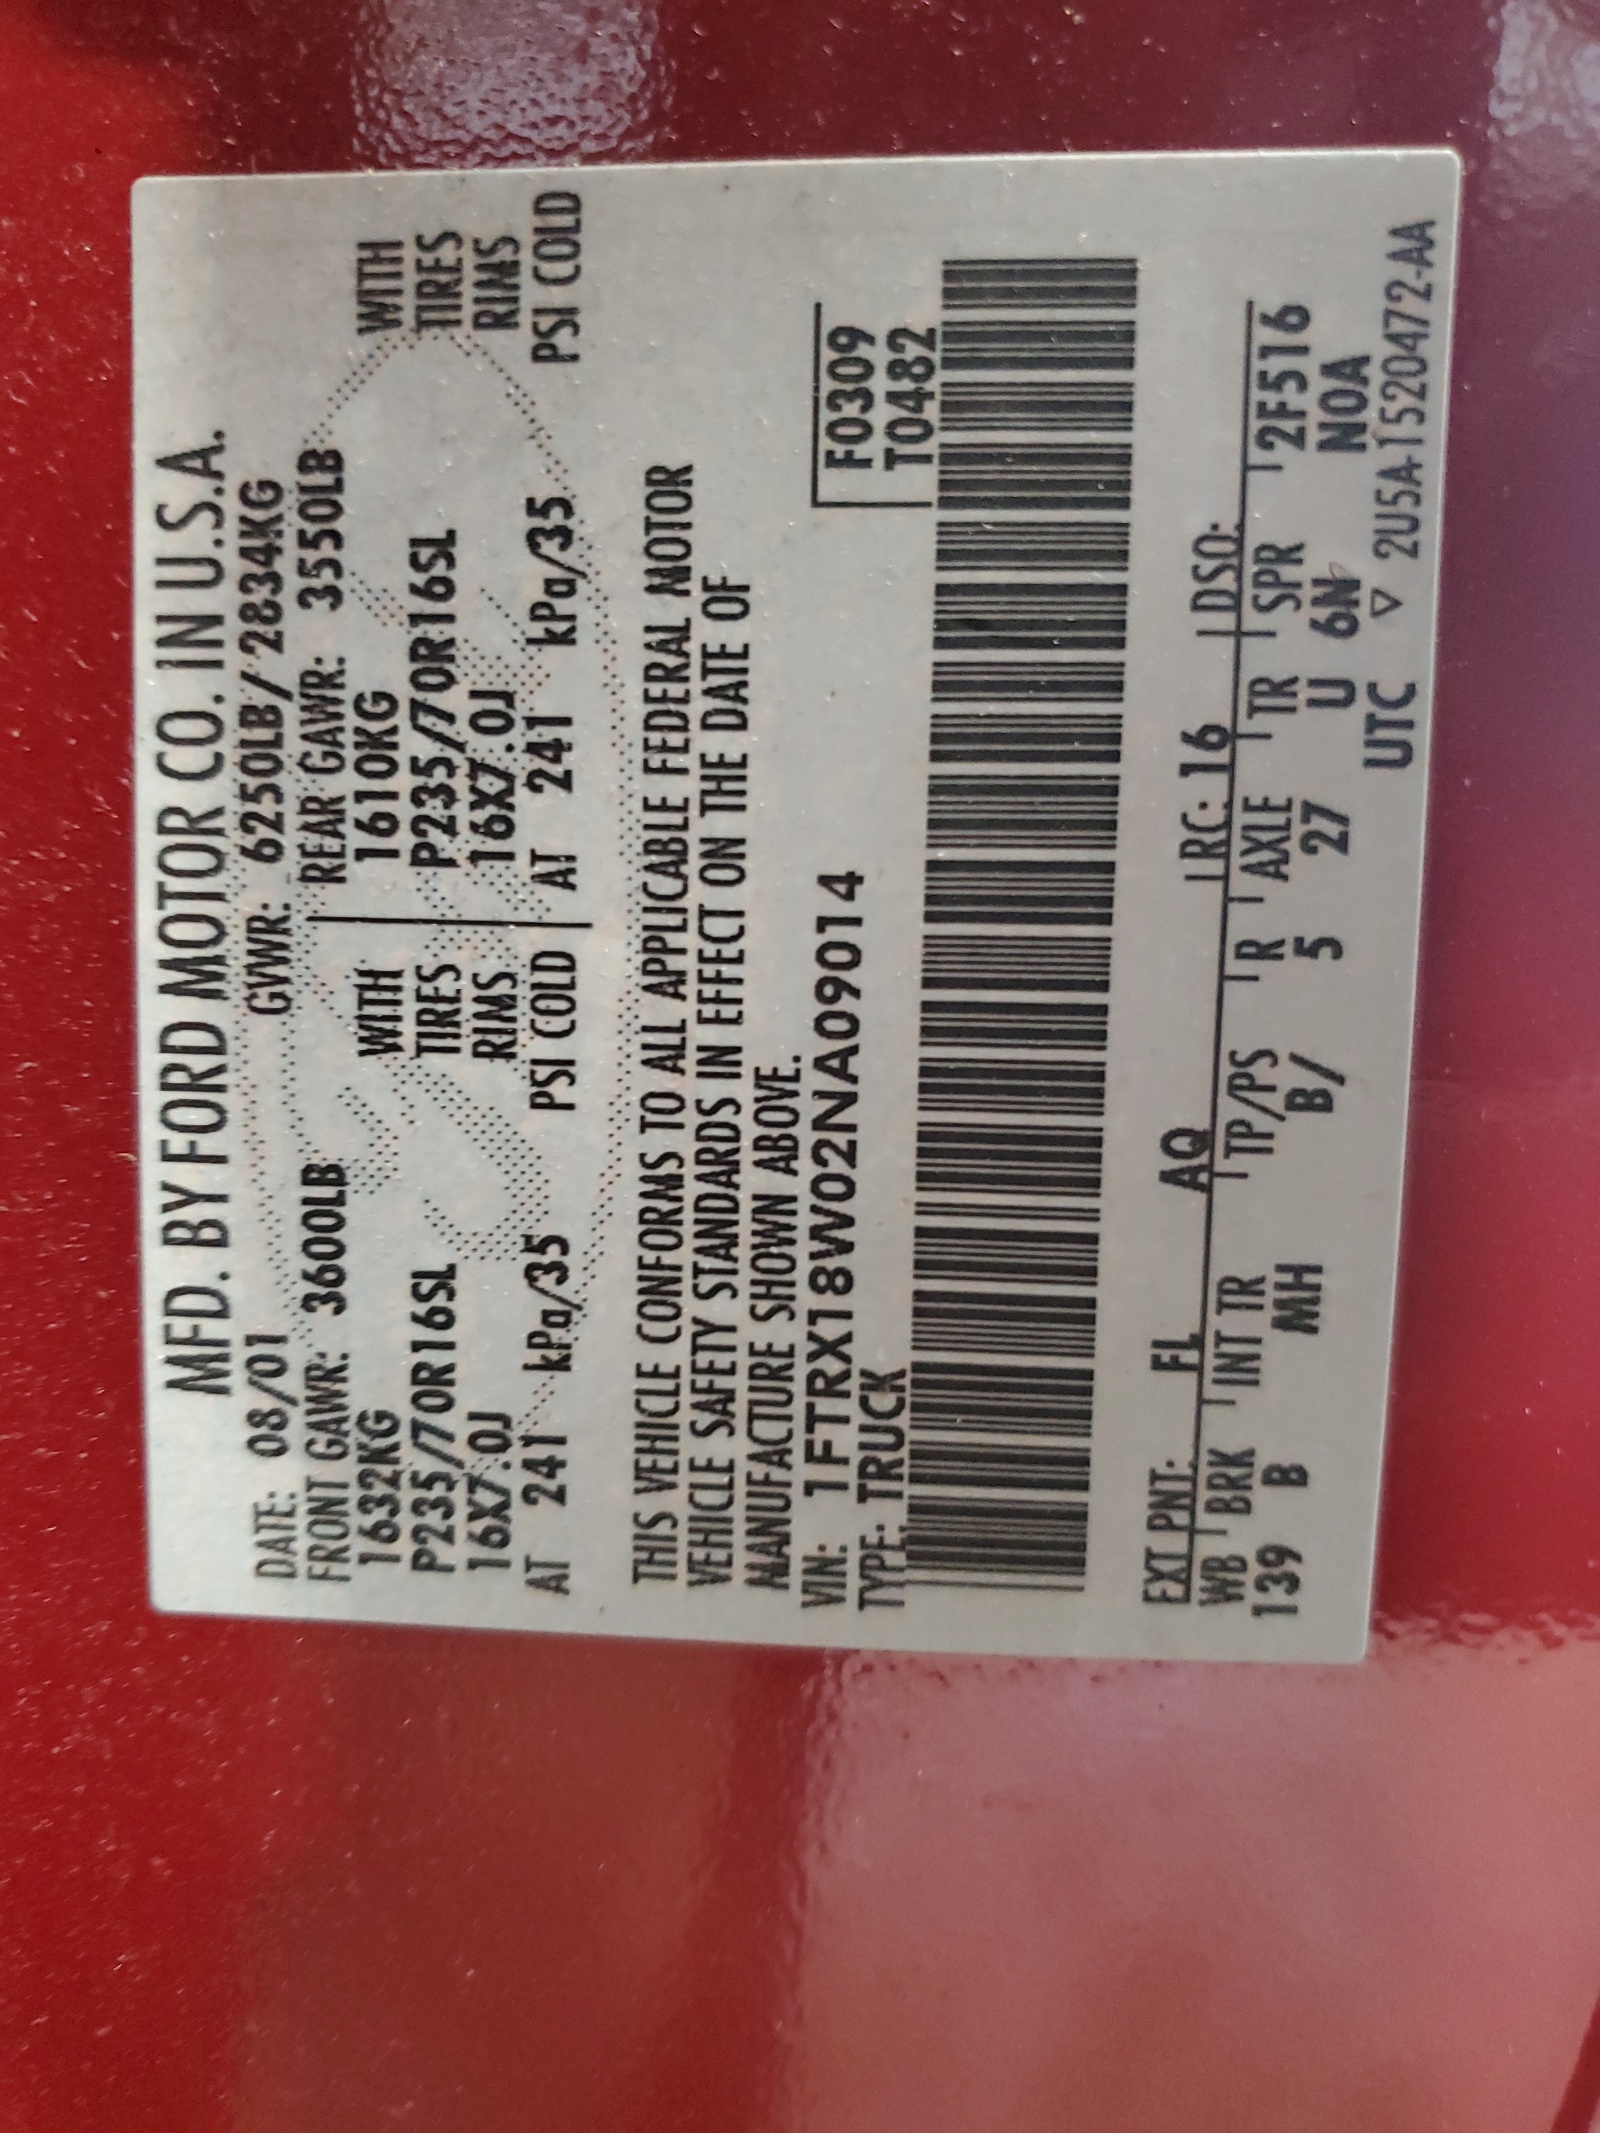 MFD. BY FORD MOTOR CO. IN U.S.A.
DATE: 08/01 GVWR: 6250LB/2834KG
FRONT GAWR: 3600LB REAR GAWR: 3550LB
1632KG WITH 1610KG WITH
P235/70R16SL TIRES P235/70R16SL TIRES
16X7.0J RIMS 16X7.0J RIMS
AT 241 kPa/35 PSI COLD AT 241 kPa/35 PSI COLD
THIS VEHICLE CONFORMS TO ALL APPLICABLE FEDERAL MOTOR
VEHICLE SAFETY STANDARDS IN EFFECT ON THE DATE OF
MANUFACTURE SHOWN ABOVE.
VIN: 1FTRX18W02NA09014 F0309
TYPE: TRUCK T0482
EXT PNT: FL AQ RC: 16 DSO:
WB BRK INT TR TP/PS R AXLE TR SPR 2F516
139 B MH B/ 5 27 U 6N N0A
UTC ▽ 2U5A-1520472-AA